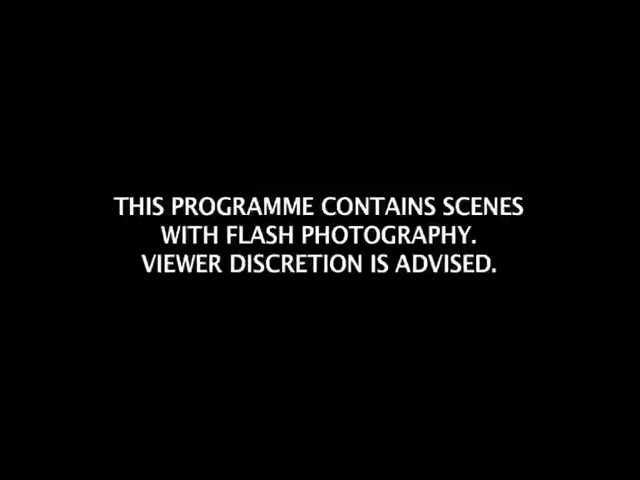 THIS PROGRAMME CONTAINS SCENES
WITH FLASH PHOTOGRAPHY.
VIEWER DISCRETION IS ADVISED.